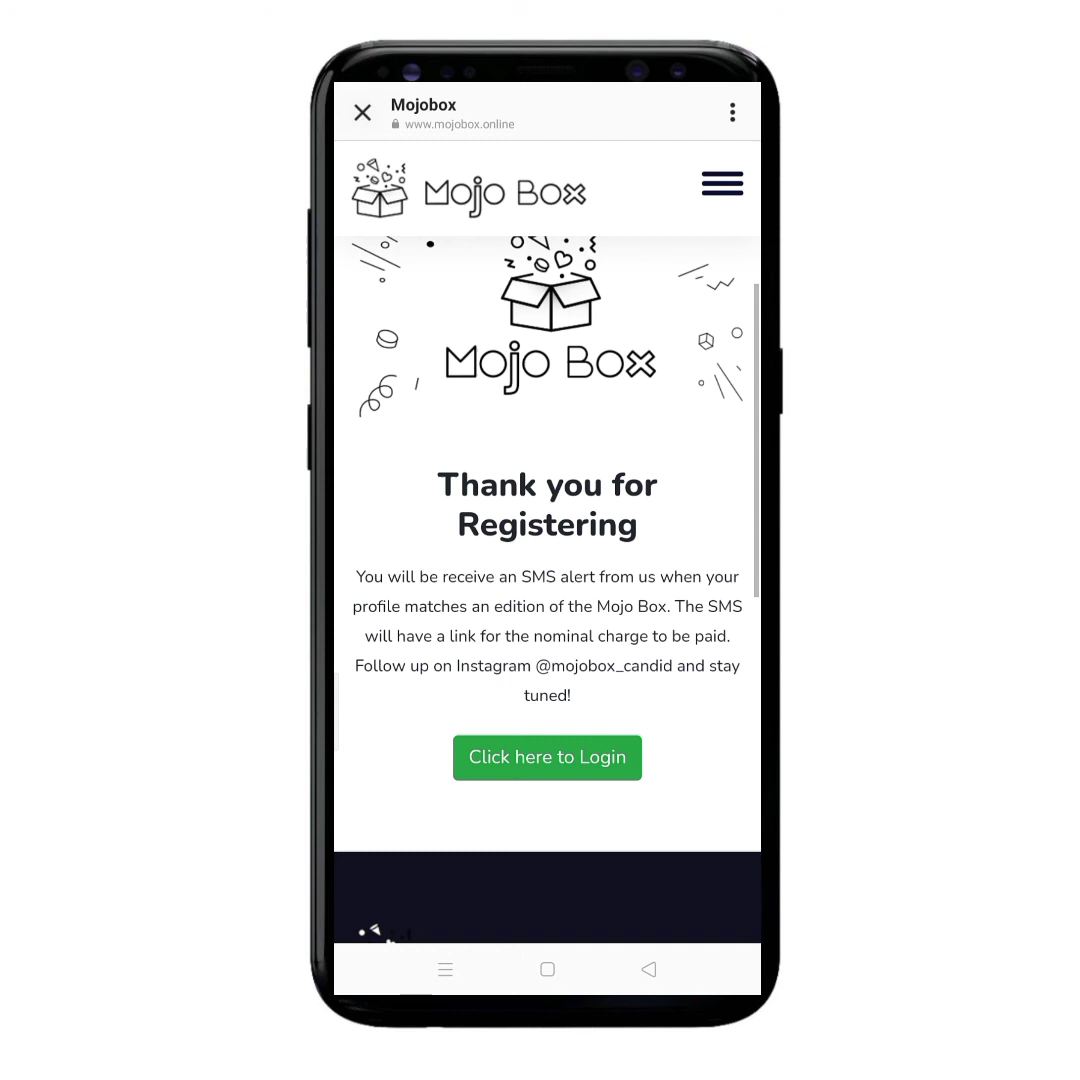 Mojobox
www.mojobox.online
Mojo Box
Mojo Box
Thank you for
Registering
You will be receive an SMS alert from us when your
profile matches an edition of the Mojo Box. The SMS
will have a link for the nominal charge to be paid.
Follow up on Instagram @mojobox_candid and stay
tuned!
Click here to Login